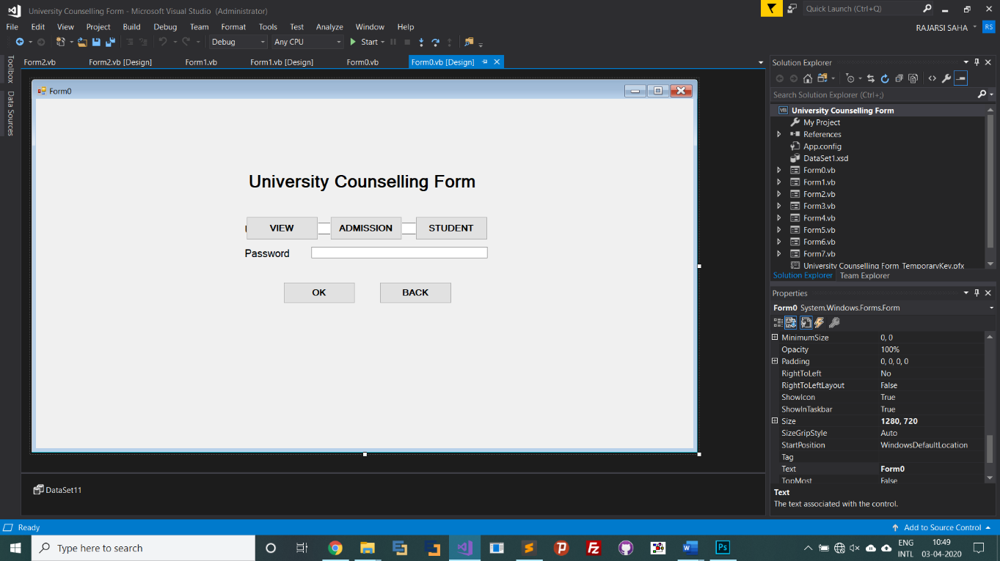 University Counselling Form - Microsoft Visual Studio (Administrator)
Quick Launch (Ctrl+Q)
File Edit View Project Build Debug Team Format Tools Test Analyze Window Help
RAJARSI SAHA
RS
Debug
Any CPU
Start
Toolbox
Data Sources
Form2.vb
Form2.vb [Design]
Form1.vb
Form1.vb [Design]
Form0.vb
Form0.vb [Design]
Form0
University Counselling Form
VIEW
ADMISSION
STUDENT
Password
OK
BACK
DataSet11
Solution Explorer
Search Solution Explorer (Ctrl+;)
VB University Counselling Form
My Project
References
App.config
DataSet1.xsd
Form0.vb
Form1.vb
Form2.vb
Form3.vb
Form4.vb
Form5.vb
Form6.vb
Form7.vb
University Counselling Form_TemporaryKey.pfx
Solution Explorer Team Explorer
Properties
Form0 System.Windows.Forms.Form
MinimumSize 0, 0
Opacity 100%
Padding 0, 0, 0, 0
RightToLeft No
RightToLeftLayout False
ShowIcon True
ShowInTaskbar True
Size 1280, 720
SizeGripStyle Auto
StartPosition WindowsDefaultLocation
Tag
Text Form0
TopMost False
Text
The text associated with the control.
Ready
Add to Source Control
Type here to search
Fz
Ps
ENG
INTL
10:49
03-04-2020